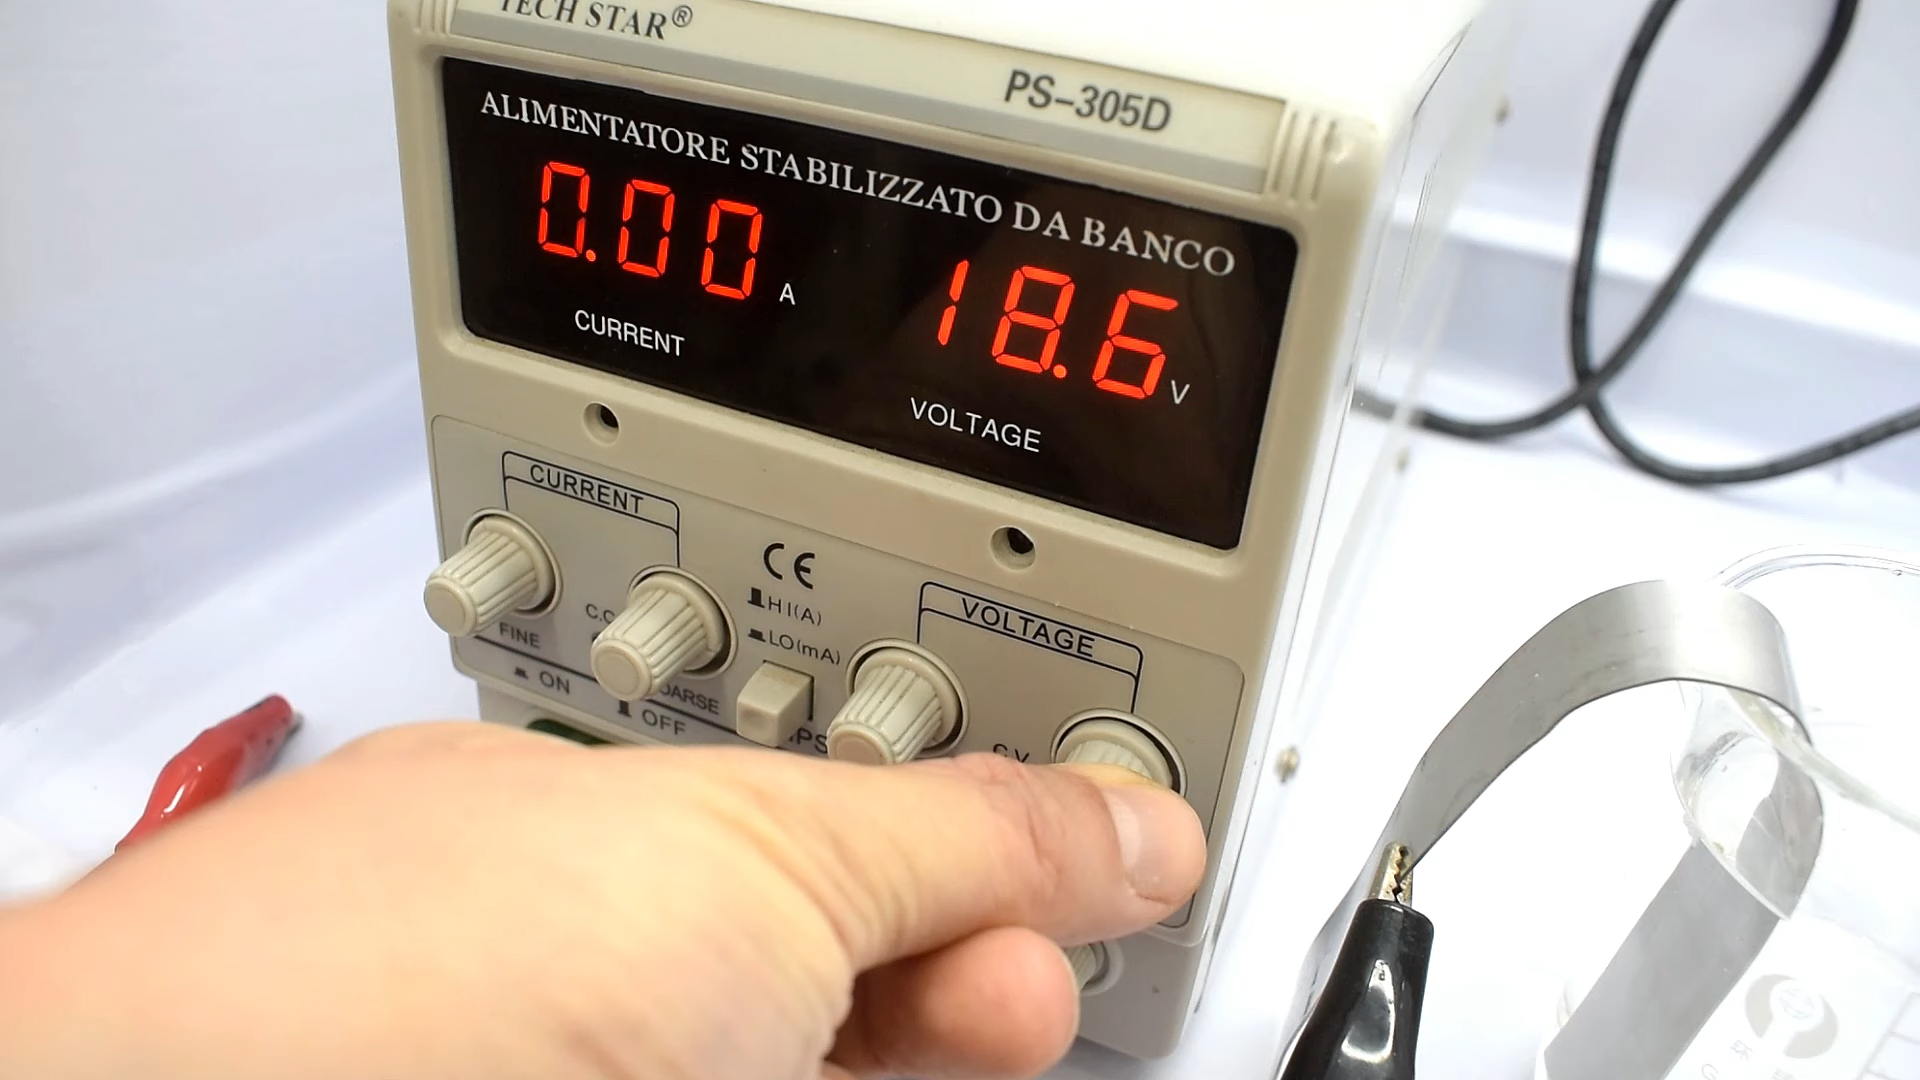 TECH STAR®
PS-305D
ALIMENTATORE STABILIZZATO DA BANCO
0.00 A
18.6 V
CURRENT
VOLTAGE
CURRENT
CE
HI(A)
LO(mA)
VOLTAGE
FINE
ON
OFF
C.V